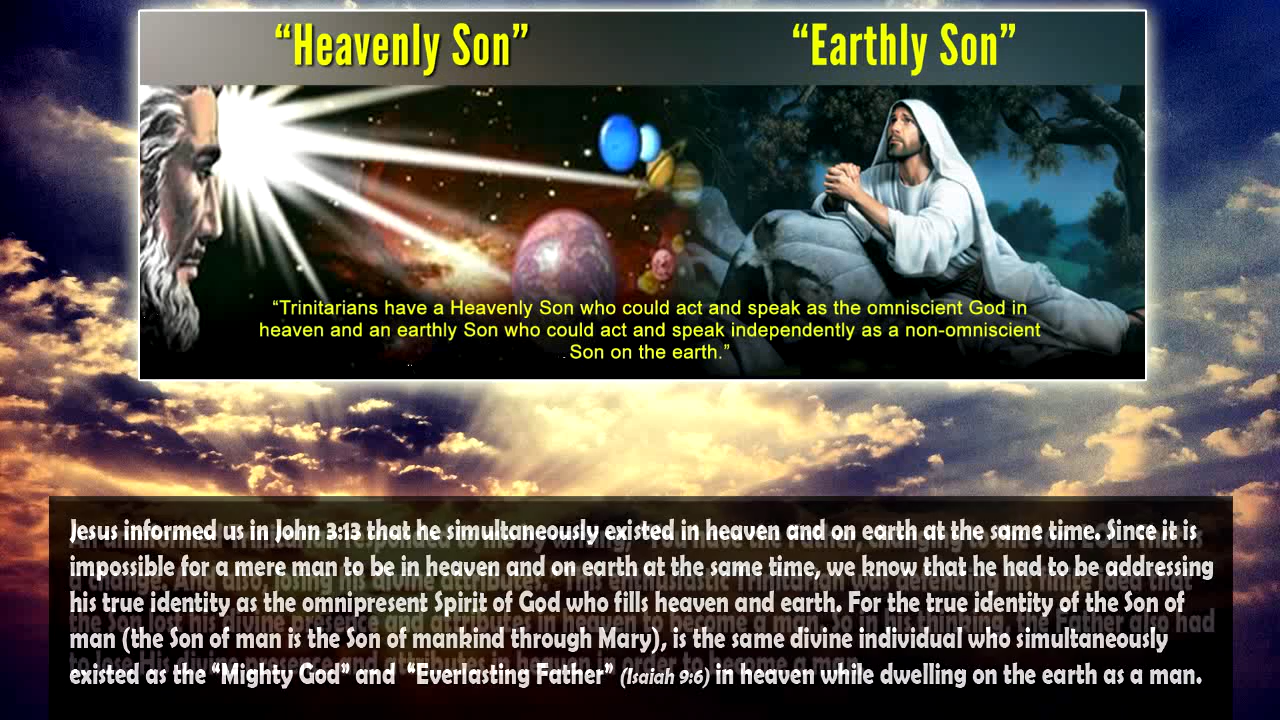 “Heavenly Son”
“Earthly Son”
“Trinitarians have a Heavenly Son who could act and speak as the omniscient God in
heaven and an earthly Son who could act and speak independently as a non-omniscient
Son on the earth.”
Jesus informed us in John 3:13 that he simultaneously existed in heaven and on earth at the same time. Since it is
impossible for a mere man to be in heaven and on earth at the same time, we know that he had to be addressing
his true identity as the omnipresent Spirit of God who fills heaven and earth. For the true identity of the Son of
man (the Son of man is the Son of mankind through Mary), is the same divine individual who simultaneously
existed as the “Mighty God” and “Everlasting Father” (Isaiah 9:6) in heaven while dwelling on the earth as a man.